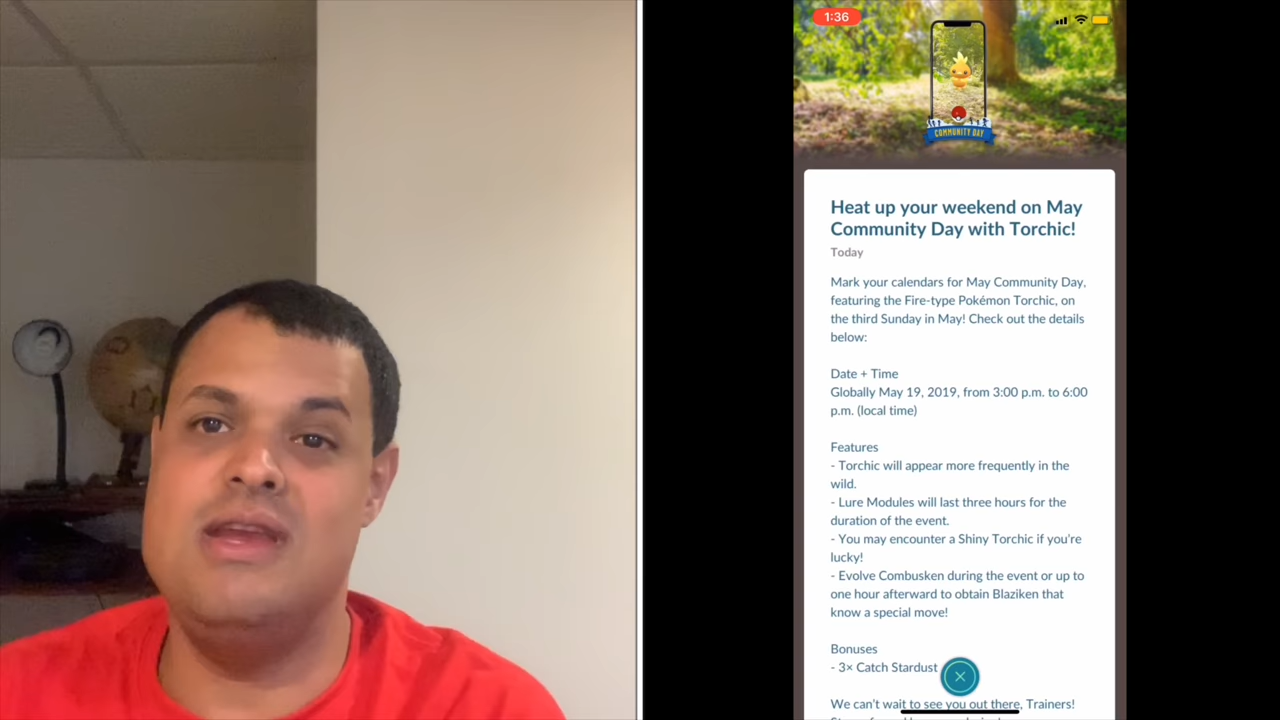 1:36
COMMUNITY DAY
Heat up your weekend on May
Community Day with Torchic!
Today
Mark your calendars for May Community Day,
featuring the Fire-type Pokémon Torchic, on
the third Sunday in May! Check out the details
below:
Date + Time
Globally May 19, 2019, from 3:00 p.m. to 6:00
p.m. (local time)
Features
- Torchic will appear more frequently in the
wild.
- Lure Modules will last three hours for the
duration of the event.
- You may encounter a Shiny Torchic if you're
lucky!
- Evolve Combusken during the event or up to
one hour afterward to obtain Blaziken that
know a special move!
Bonuses
- 3× Catch Stardust
We can't wait to see you out there, Trainers!